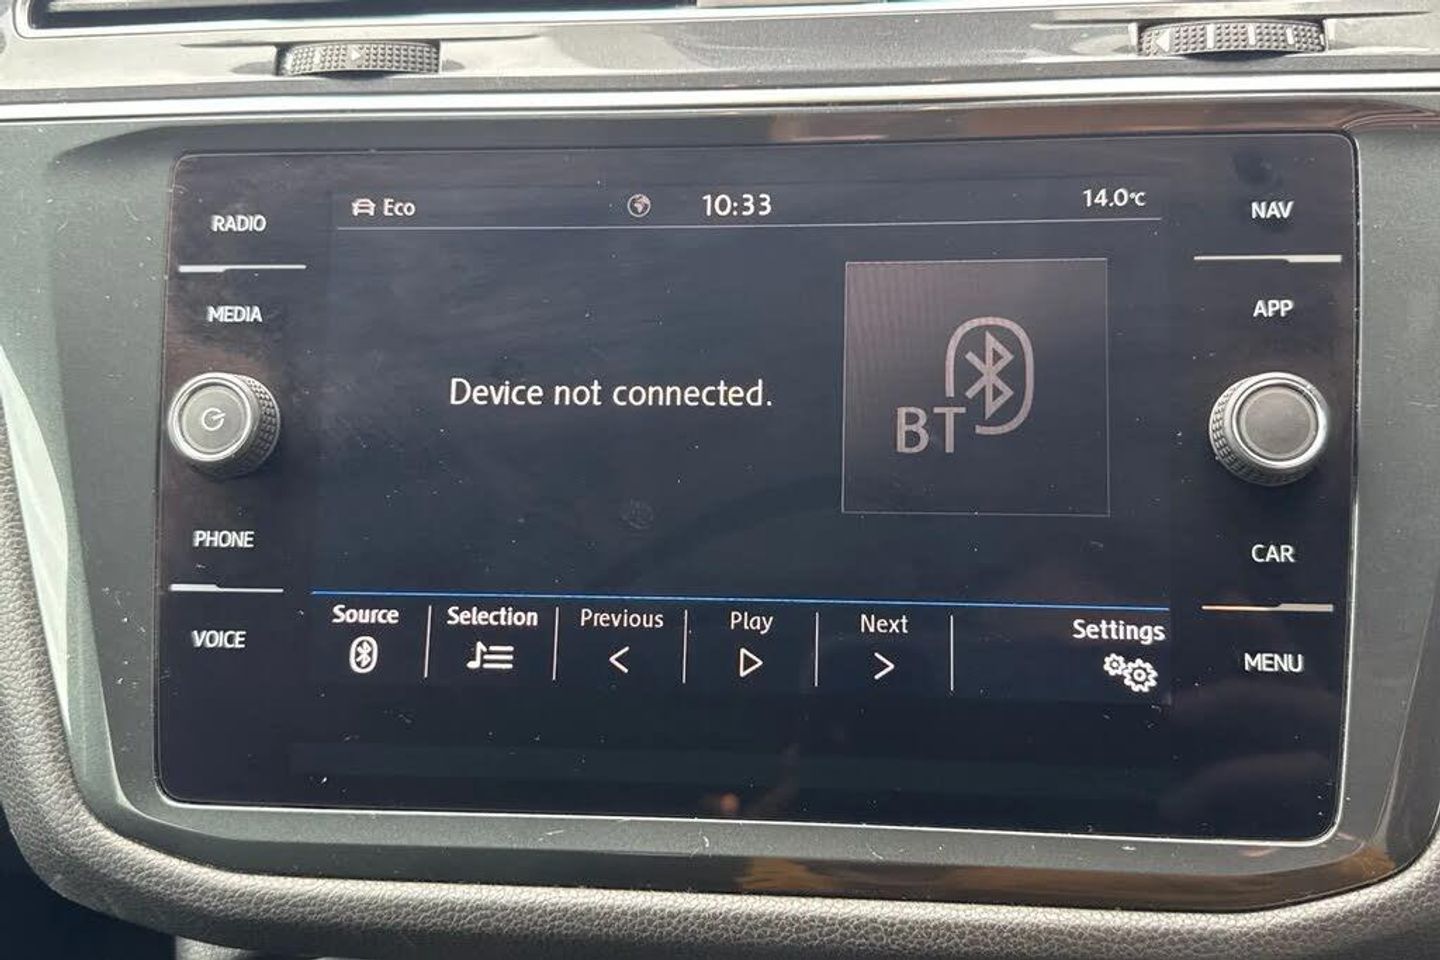 RADIO
MEDIA
PHONE
VOICE
Eco
10:33
14.0°C
Device not connected.
BT
Source
Selection
Previous
Play
Next
Settings
NAV
APP
CAR
MENU